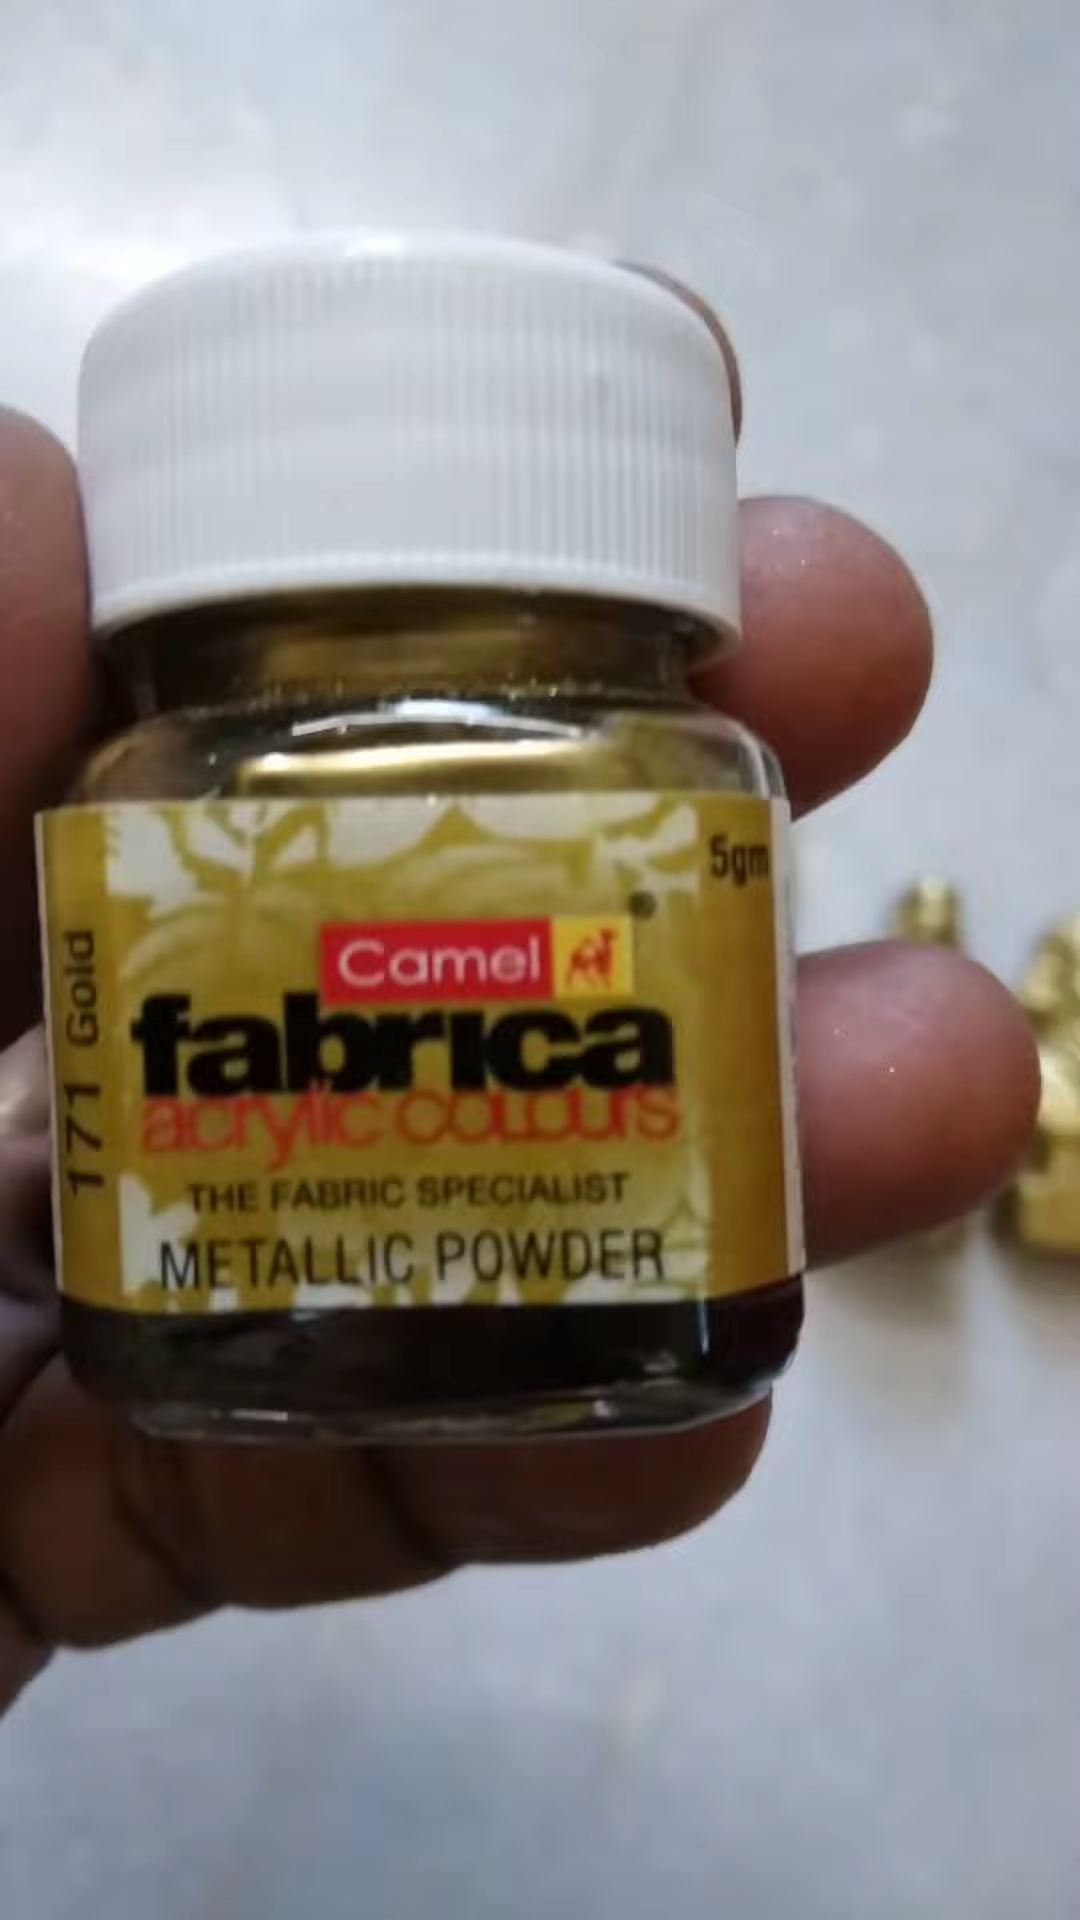 5gm
Camel®
fabrica
acrylic colours
THE FABRIC SPECIALIST
METALLIC POWDER
171 Gold